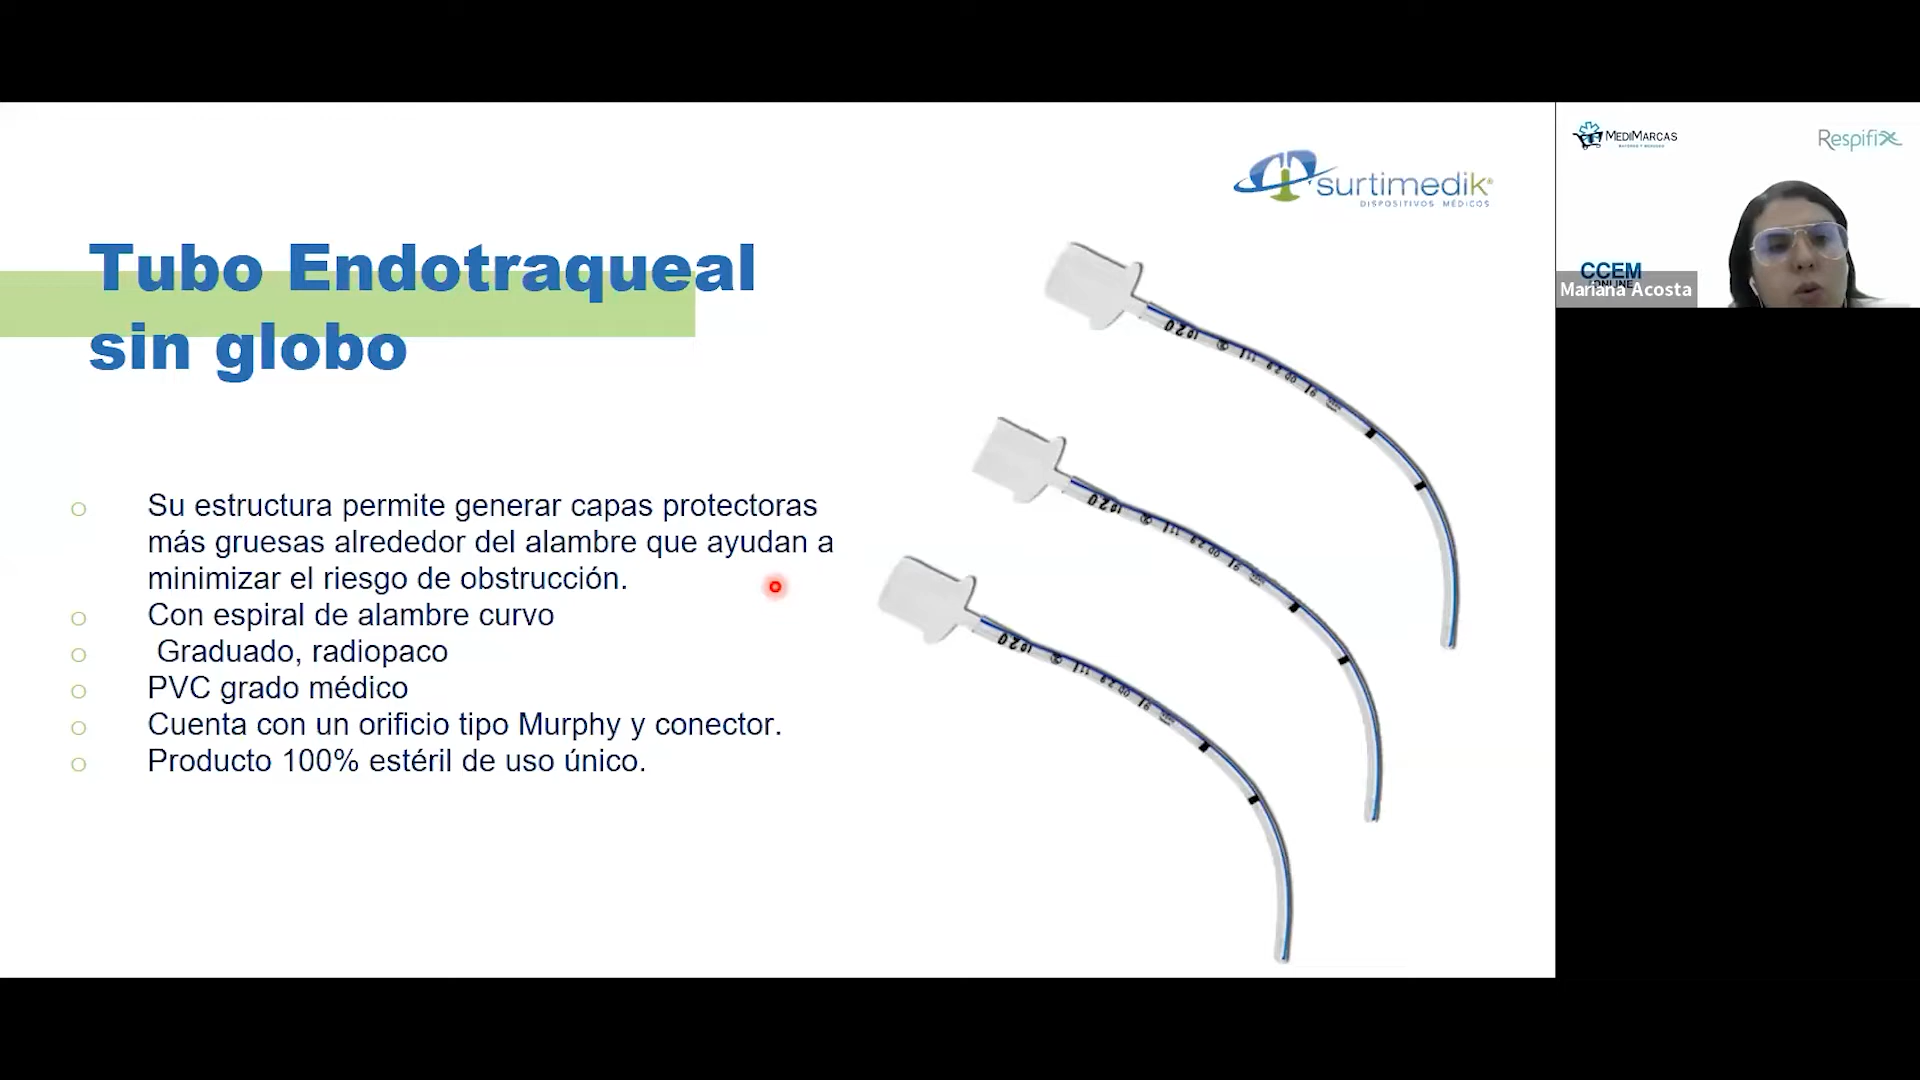 surtimedik®
DISPOSITIVOS MÉDICOS
Tubo Endotraqueal
sin globo
Su estructura permite generar capas protectoras
más gruesas alrededor del alambre que ayudan a
minimizar el riesgo de obstrucción.
Con espiral de alambre curvo
Graduado, radiopaco
PVC grado médico
Cuenta con un orificio tipo Murphy y conector.
Producto 100% estéril de uso único.
MEDIMARCAS
Respifix
CCEM
ONLINE
Mariana Acosta